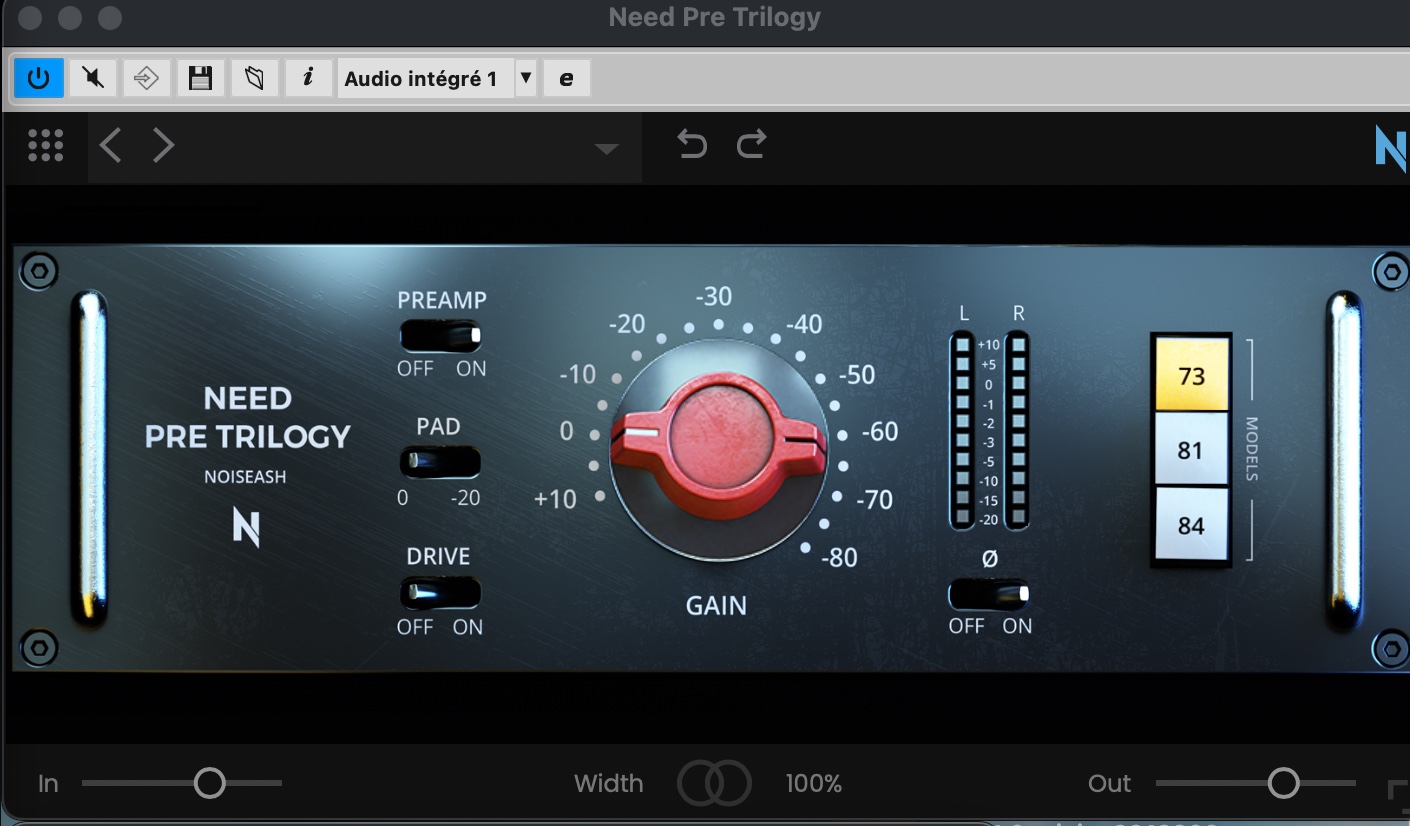 Need Pre Trilogy
i
Audio intégré 1
e
N
PREAMP
OFF ON
PAD
0 -20
DRIVE
OFF ON
NEED
PRE TRILOGY
NOISEASH
N
-30
-20 -40
-10 -50
0 -60
+10 -70
-80
GAIN
L R
+10
+5
0
-1
-2
-3
-5
-10
-15
-20
Ø
OFF ON
73
81
84
MODELS
In
Width 100%
Out